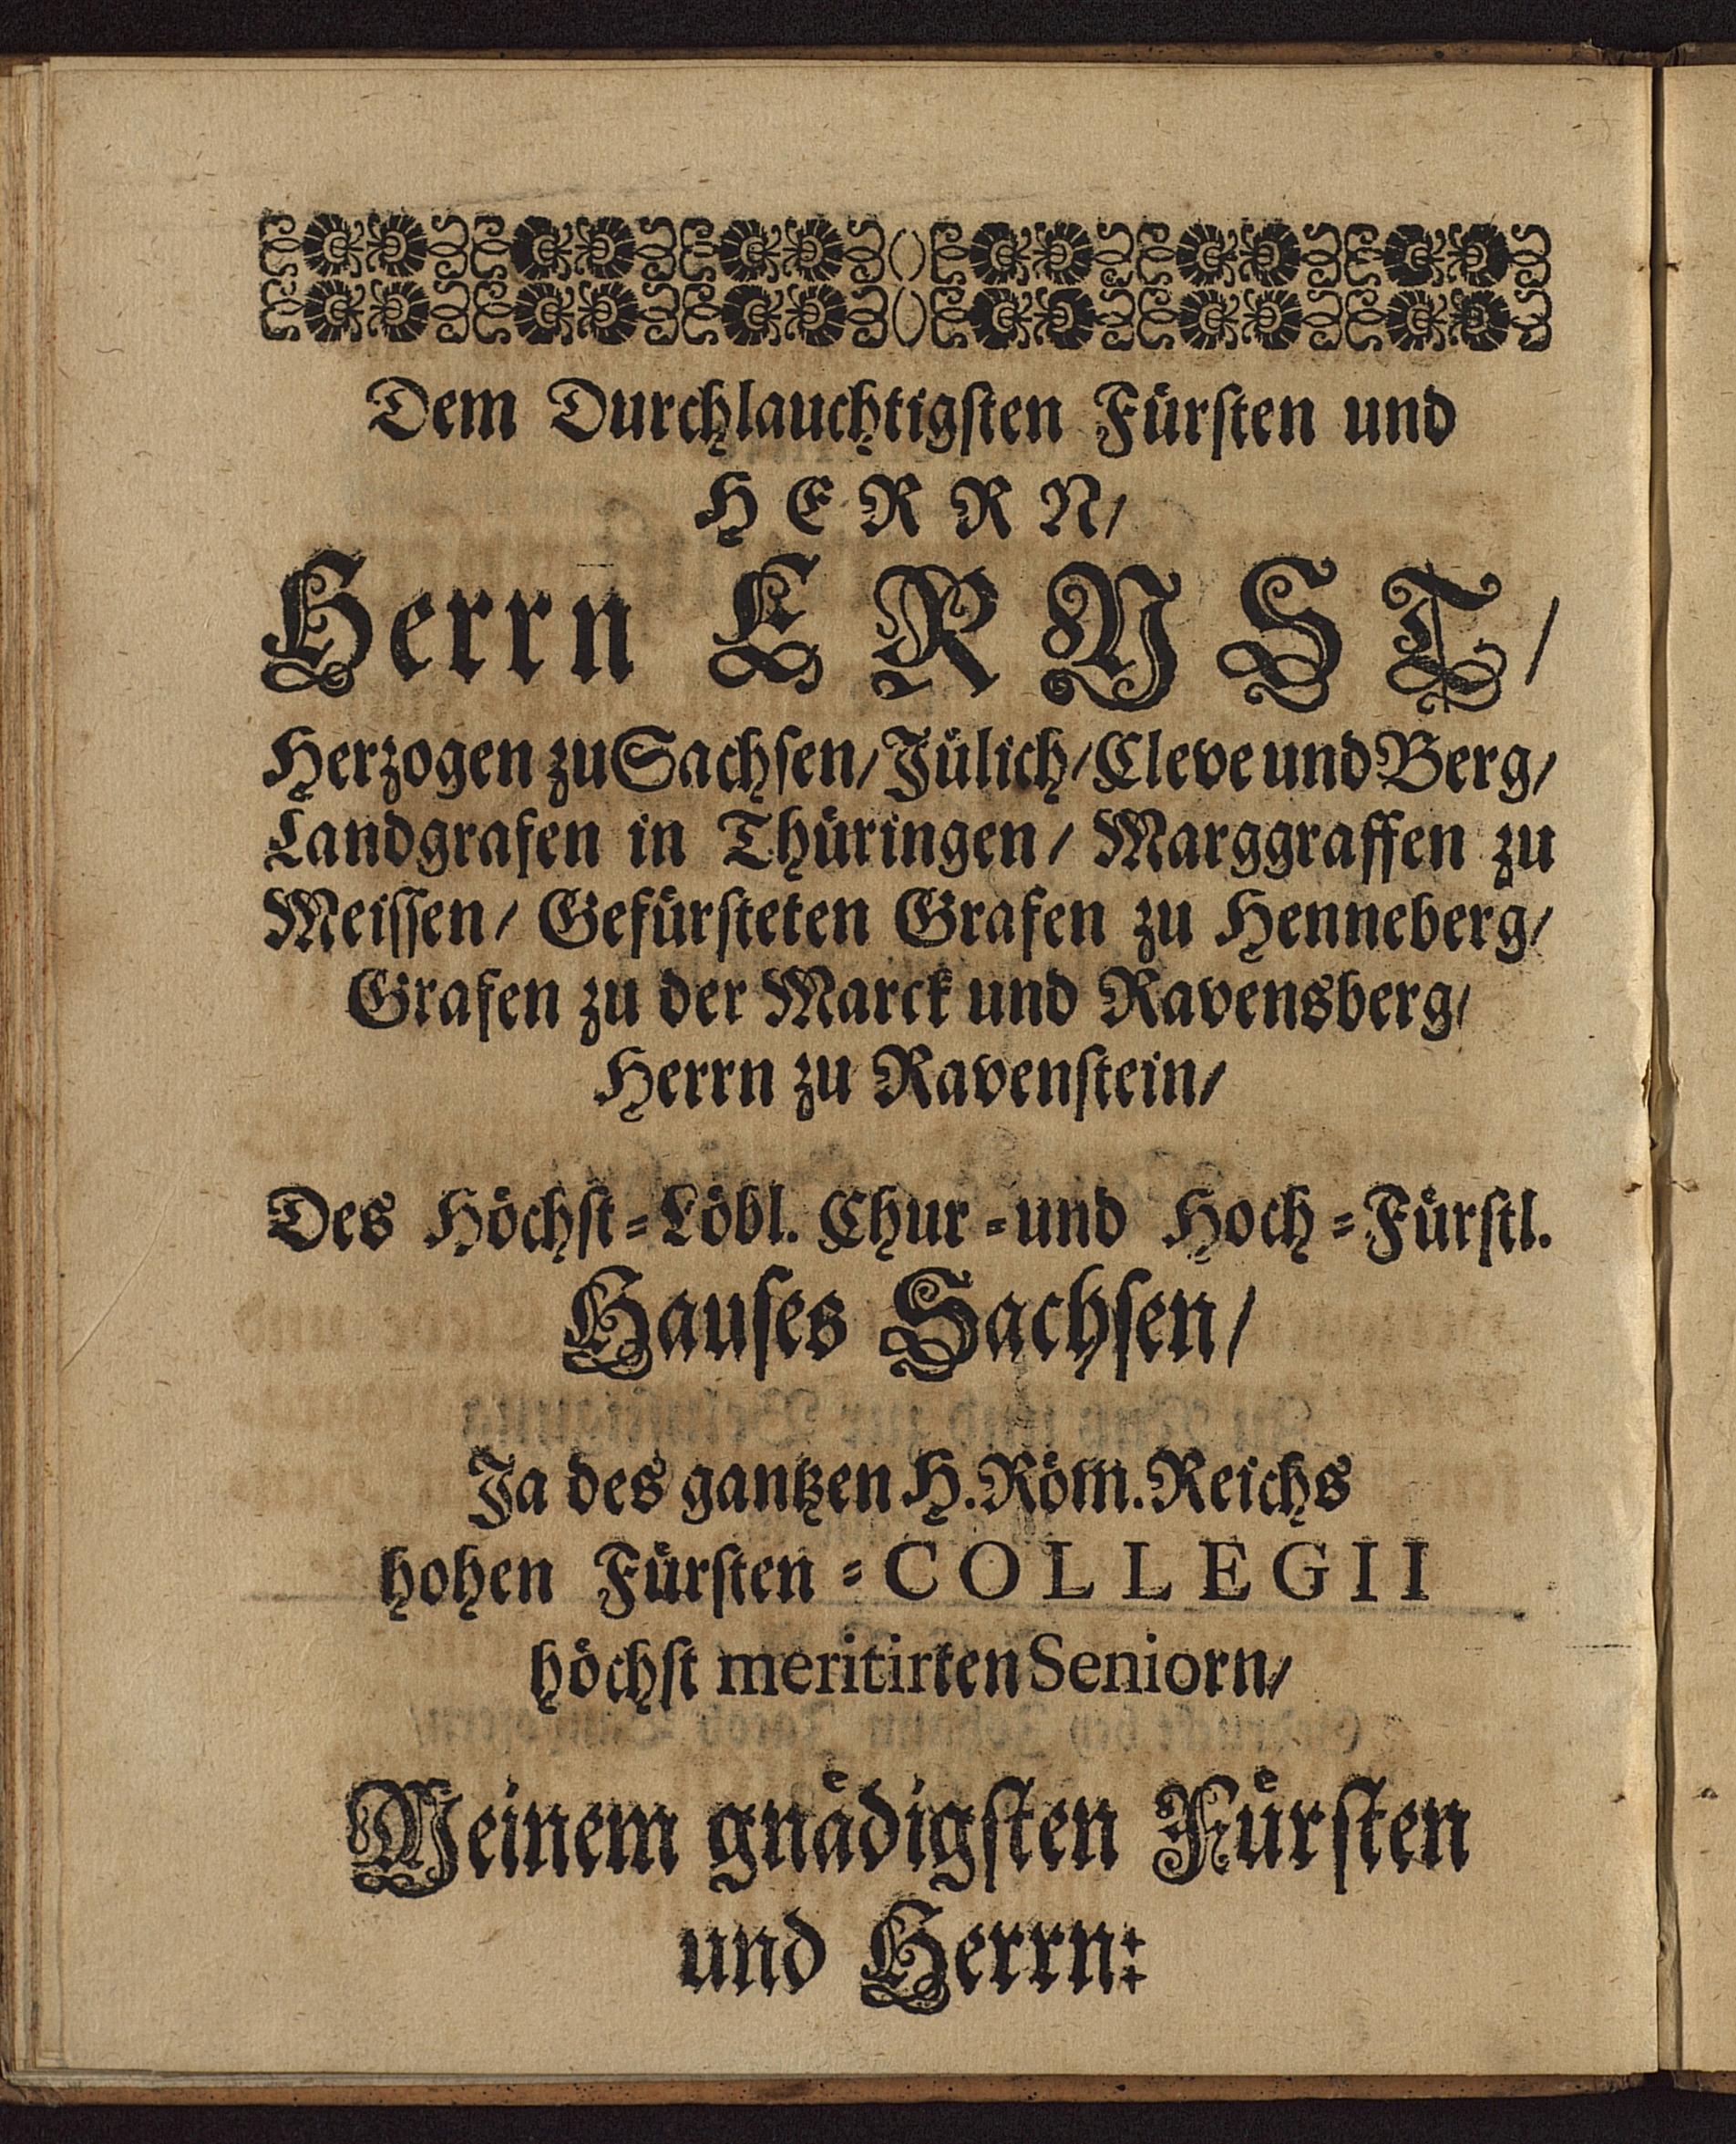 Dem Durchlauchtigsten Fürsten und
HERRN/
Herrn ERNST/
Herzogen zu Sachsen/ Jülich/ Cleve und Berg/
Landgrafen in Thüringen/ Marggraffen zu
Meissen/ Gefürsteten Grafen zu Henneberg/
Grafen zu der Marck und Ravensberg/
Herrn zu Ravenstein/
Des Höchst-Löbl. Chur- und Hoch-Fürstl.
Hauses Sachsen/
Ja des gantzen H. Röm. Reichs
hohen Fürsten-COLLEGII
höchst meritirten Seniorn/
Meinem gnädigsten Fürsten
und Herrn: